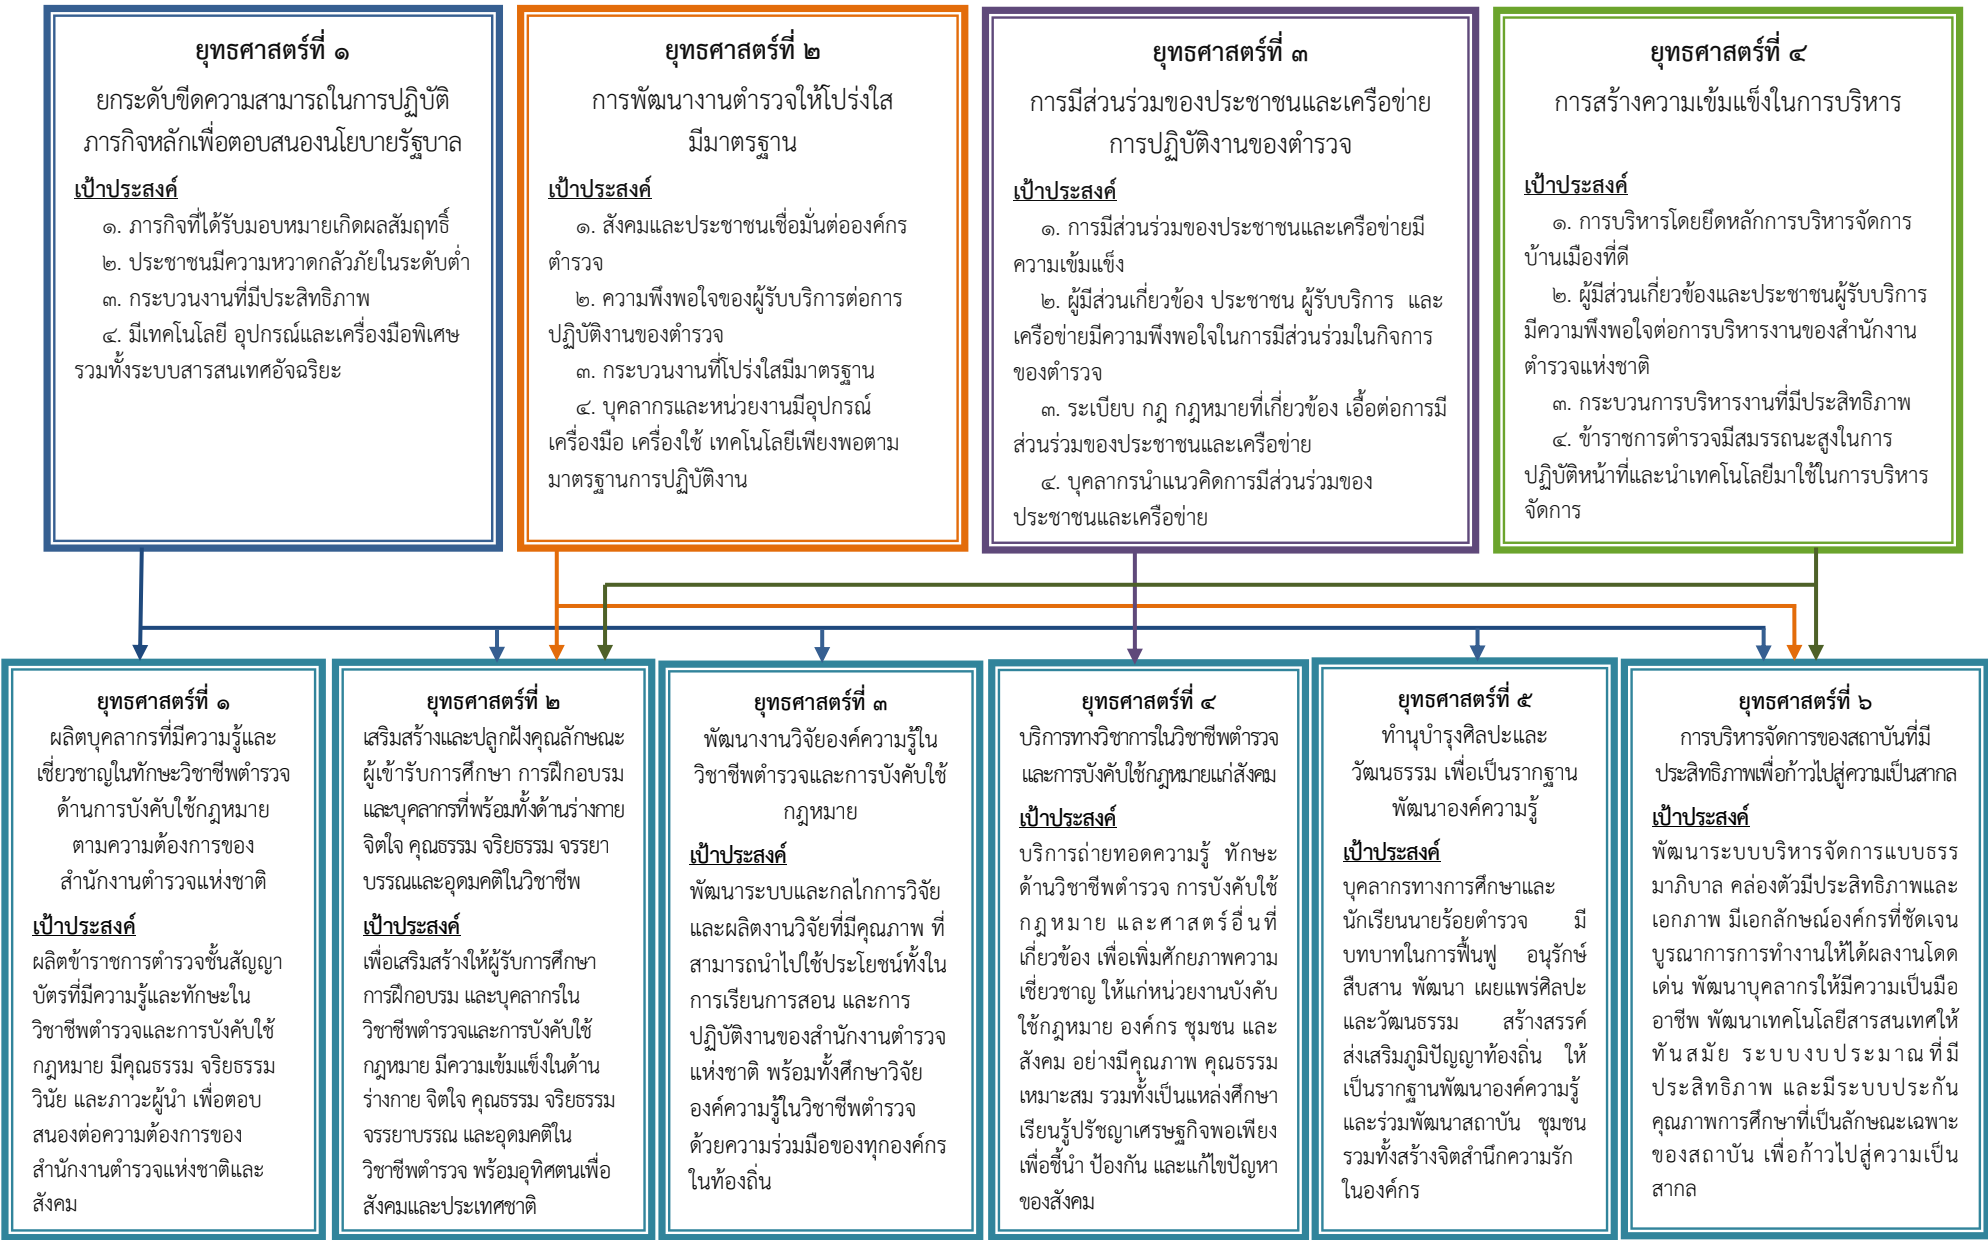 ยุทธศาสตร์ที่ ๑
ยกระดับขีดความสามารถในการปฏิบัติ
ภารกิจหลักเพื่อตอบสนองนโยบายรัฐบาล
เป้าประสงค์
๑. ภารกิจที่ได้รับมอบหมายเกิดผลสัมฤทธิ์
๒. ประชาชนมีความหวาดกลัวภัยในระดับต่ำ
๓. กระบวนงานที่มีประสิทธิภาพ
๔. มีเทคโนโลยี อุปกรณ์และเครื่องมือพิเศษ
รวมทั้งระบบสารสนเทศอัจฉริยะ
ยุทธศาสตร์ที่ ๒
การพัฒนางานตำรวจให้โปร่งใส
มีมาตรฐาน
เป้าประสงค์
๑. สังคมและประชาชนเชื่อมั่นต่อองค์กร
ตำรวจ
๒. ความพึงพอใจของผู้รับบริการต่อการ
ปฏิบัติงานของตำรวจ
๓. กระบวนงานที่โปร่งใสมีมาตรฐาน
๔. บุคลากรและหน่วยงานมีอุปกรณ์
เครื่องมือ เครื่องใช้ เทคโนโลยีเพียงพอตาม
มาตรฐานการปฏิบัติงาน
ยุทธศาสตร์ที่ ๓
การมีส่วนร่วมของประชาชนและเครือข่าย
การปฏิบัติงานของตำรวจ
เป้าประสงค์
๑. การมีส่วนร่วมของประชาชนและเครือข่ายมี
ความเข้มแข็ง
๒. ผู้มีส่วนเกี่ยวข้อง ประชาชน ผู้รับบริการ และ
เครือข่ายมีความพึงพอใจในการมีส่วนร่วมในกิจการ
ของตำรวจ
๓. ระเบียบ กฎ กฎหมายที่เกี่ยวข้อง เอื้อต่อการมี
ส่วนร่วมของประชาชนและเครือข่าย
๔. บุคลากรนำแนวคิดการมีส่วนร่วมของ
ประชาชนและเครือข่าย
ยุทธศาสตร์ที่ ๔
การสร้างความเข้มแข็งในการบริหาร
เป้าประสงค์
๑. การบริหารโดยยึดหลักการบริหารจัดการ
บ้านเมืองที่ดี
๒. ผู้มีส่วนเกี่ยวข้องและประชาชนผู้รับบริการ
มีความพึงพอใจต่อการบริหารงานของสำนักงาน
ตำรวจแห่งชาติ
๓. กระบวนการบริหารงานที่มีประสิทธิภาพ
๔. ข้าราชการตำรวจมีสมรรถนะสูงในการ
ปฏิบัติหน้าที่และนำเทคโนโลยีมาใช้ในการบริหาร
จัดการ
ยุทธศาสตร์ที่ ๑
ผลิตบุคลากรที่มีความรู้และ
เชี่ยวชาญในทักษะวิชาชีพตำรวจ
ด้านการบังคับใช้กฎหมาย
ตามความต้องการของ
สำนักงานตำรวจแห่งชาติ
เป้าประสงค์
ผลิตข้าราชการตำรวจชั้นสัญญา
บัตรที่มีความรู้และทักษะใน
วิชาชีพตำรวจและการบังคับใช้
กฎหมาย มีคุณธรรม จริยธรรม
วินัย และภาวะผู้นำ เพื่อตอบ
สนองต่อความต้องการของ
สำนักงานตำรวจแห่งชาติและ
สังคม
ยุทธศาสตร์ที่ ๒
เสริมสร้างและปลูกฝังคุณลักษณะ
ผู้เข้ารับการศึกษา การฝึกอบรม
และบุคลากรที่พร้อมทั้งด้านร่างกาย
จิตใจ คุณธรรม จริยธรรม จรรยา
บรรณและอุดมคติในวิชาชีพ
เป้าประสงค์
เพื่อเสริมสร้างให้ผู้รับการศึกษา
การฝึกอบรม และบุคลากรใน
วิชาชีพตำรวจและการบังคับใช้
กฎหมาย มีความเข้มแข็งในด้าน
ร่างกาย จิตใจ คุณธรรม จริยธรรม
จรรยาบรรณ และอุดมคติใน
วิชาชีพตำรวจ พร้อมอุทิศตนเพื่อ
สังคมและประเทศชาติ
ยุทธศาสตร์ที่ ๓
พัฒนางานวิจัยองค์ความรู้ใน
วิชาชีพตำรวจและการบังคับใช้
กฎหมาย
เป้าประสงค์
พัฒนาระบบและกลไกการวิจัย
และผลิตงานวิจัยที่มีคุณภาพ ที่
สามารถนำไปใช้ประโยชน์ทั้งใน
การเรียนการสอน และการ
ปฏิบัติงานของสำนักงานตำรวจ
แห่งชาติ พร้อมทั้งศึกษาวิจัย
องค์ความรู้ในวิชาชีพตำรวจ
ด้วยความร่วมมือของทุกองค์กร
ในท้องถิ่น
ยุทธศาสตร์ที่ ๔
บริการทางวิชาการในวิชาชีพตำรวจ
และการบังคับใช้กฎหมายแก่สังคม
เป้าประสงค์
บริการถ่ายทอดความรู้ ทักษะ
ด้านวิชาชีพตำรวจ การบังคับใช้
กฎหมาย และศาสตร์อื่นที่
เกี่ยวข้อง เพื่อเพิ่มศักยภาพความ
เชี่ยวชาญ ให้แก่หน่วยงานบังคับ
ใช้กฎหมาย องค์กร ชุมชน และ
สังคม อย่างมีคุณภาพ คุณธรรม
เหมาะสม รวมทั้งเป็นแหล่งศึกษา
เรียนรู้ปรัชญาเศรษฐกิจพอเพียง
เพื่อชี้นำ ป้องกัน และแก้ไขปัญหา
ของสังคม
ยุทธศาสตร์ที่ ๕
ทำนุบำรุงศิลปะและ
วัฒนธรรม เพื่อเป็นรากฐาน
พัฒนาองค์ความรู้
เป้าประสงค์
บุคลากรทางการศึกษาและ
นักเรียนนายร้อยตำรวจ มี
บทบาทในการฟื้นฟู อนุรักษ์
สืบสาน พัฒนา เผยแพร่ศิลปะ
และวัฒนธรรม สร้างสรรค์
ส่งเสริมภูมิปัญญาท้องถิ่น ให้
เป็นรากฐานพัฒนาองค์ความรู้
และร่วมพัฒนาสถาบัน ชุมชน
รวมทั้งสร้างจิตสำนึกความรัก
ในองค์กร
ยุทธศาสตร์ที่ ๖
การบริหารจัดการของสถาบันที่มี
ประสิทธิภาพเพื่อก้าวไปสู่ความเป็นสากล
เป้าประสงค์
พัฒนาระบบบริหารจัดการแบบธรร
มาภิบาล คล่องตัวมีประสิทธิภาพและ
เอกภาพ มีเอกลักษณ์องค์กรที่ชัดเจน
บูรณาการการทำงานให้ได้ผลงานโดด
เด่น พัฒนาบุคลากรให้มีความเป็นมือ
อาชีพ พัฒนาเทคโนโลยีสารสนเทศให้
ทันสมัย ระบบงบประมาณที่มี
ประสิทธิภาพ และมีระบบประกัน
คุณภาพการศึกษาที่เป็นลักษณะเฉพาะ
ของสถาบัน เพื่อก้าวไปสู่ความเป็น
สากล